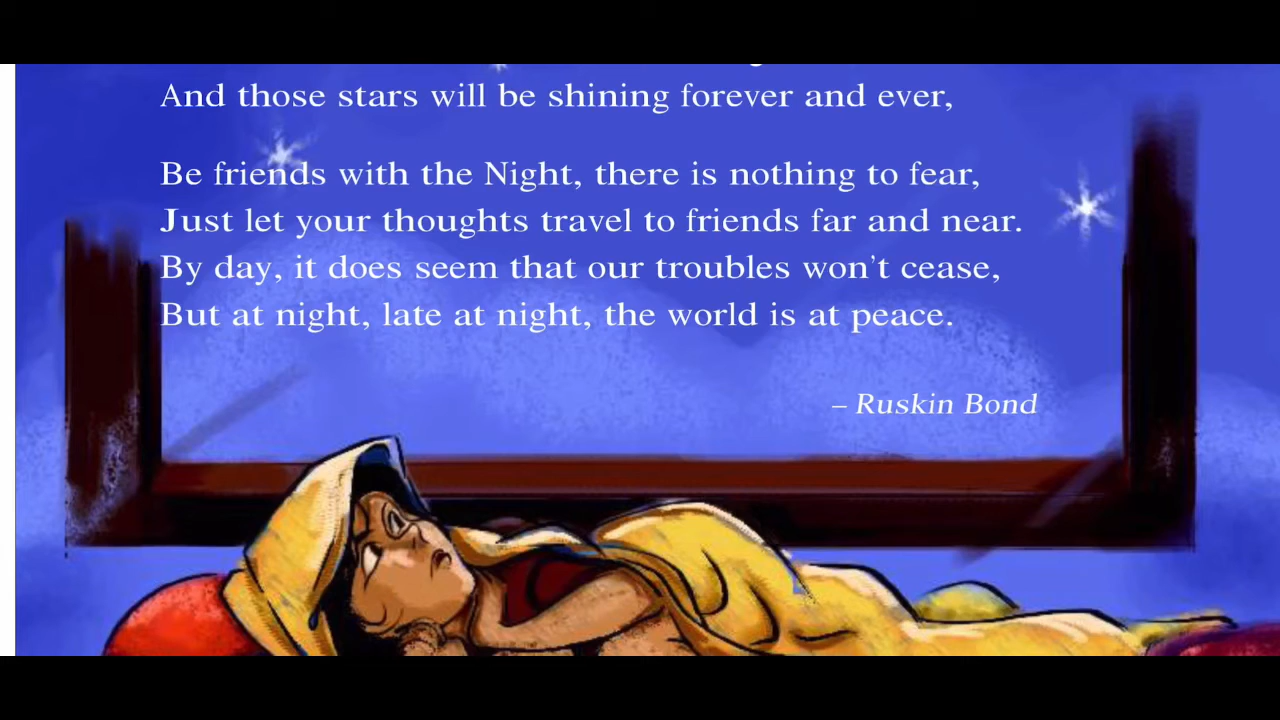 And those stars will be shining forever and ever,
Be friends with the Night, there is nothing to fear,
Just let your thoughts travel to friends far and near.
By day, it does seem that our troubles won't cease,
But at night, late at night, the world is at peace.
– Ruskin Bond